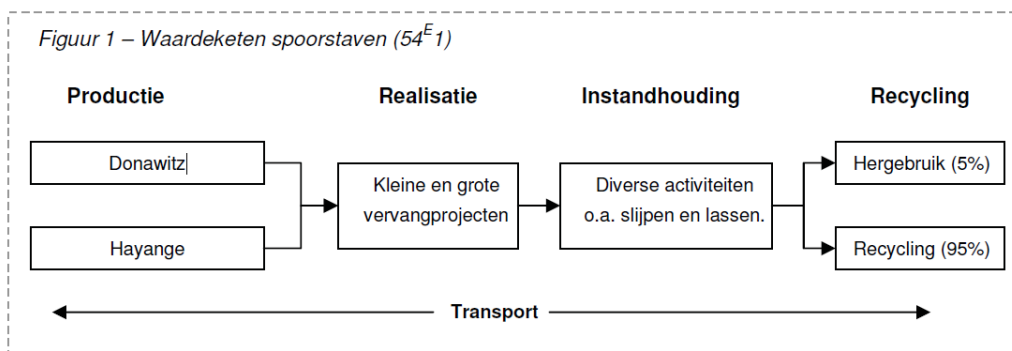 Figuur 1 – Waardeketen spoorstaven (54E1)
Productie
Realisatie
Instandhouding
Recycling
Donawitz
Hayange
Kleine en grote
vervangprojecten
Diverse activiteiten
o.a. slijpen en lassen.
Hergebruik (5%)
Recycling (95%)
Transport